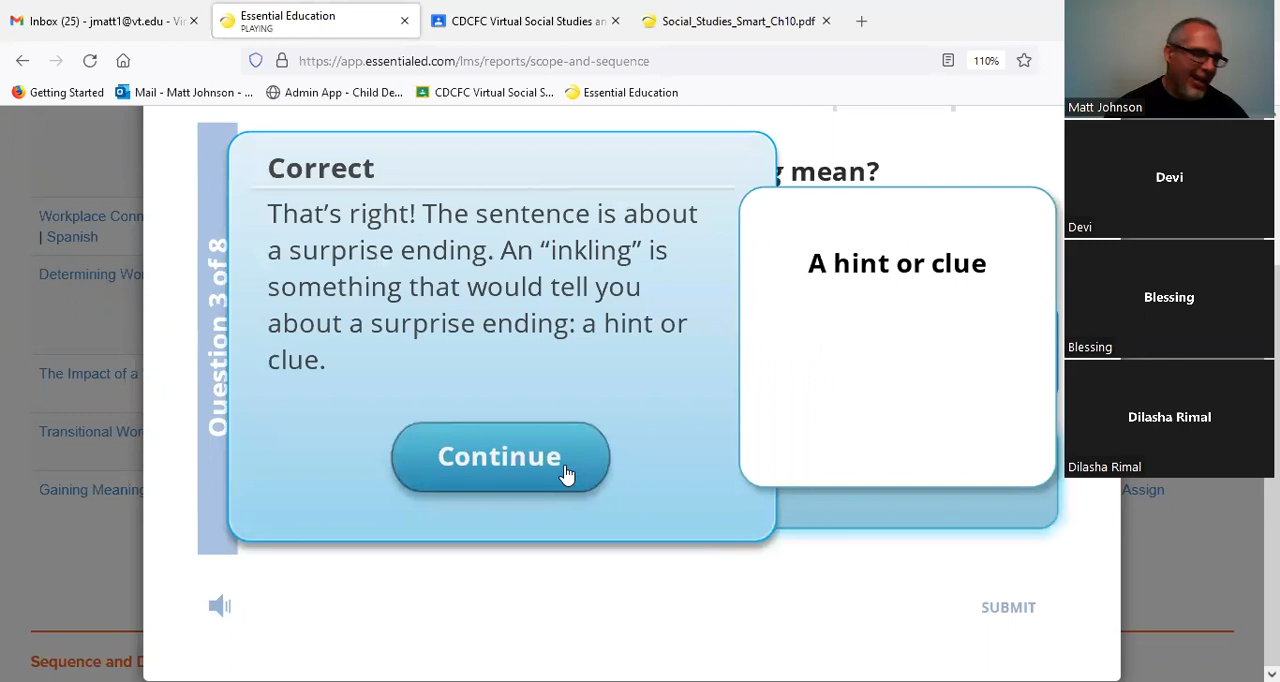 Inbox (25) - jmatt1@vt.edu - Vir
Essential Education
PLAYING
CDCFC Virtual Social Studies an
Social_Studies_Smart_Ch10.pdf
https://app.essentialed.com/lms/reports/scope-and-sequence
110%
Getting Started
Mail - Matt Johnson - ...
Admin App - Child De...
CDCFC Virtual Social S...
Essential Education
Matt Johnson
Devi
Devi
Blessing
Blessing
Dilasha Rimal
Dilasha Rimal
Workplace Conn
| Spanish
Determining Wo
The Impact of a
Transitional Wor
Gaining Meaning
Sequence and D
Question 3 of 8
g mean?
Correct
That's right! The sentence is about
a surprise ending. An “inkling” is
something that would tell you
about a surprise ending: a hint or
clue.
Continue
A hint or clue
Assign
SUBMIT